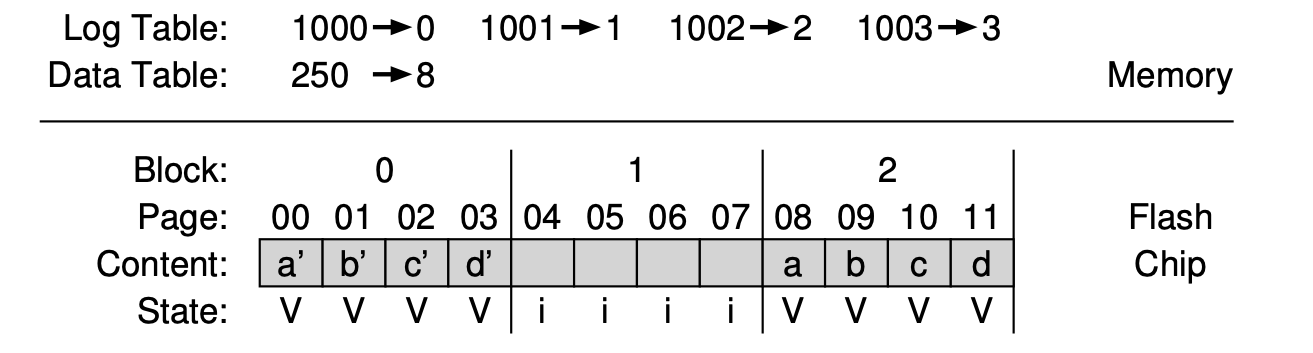 Log Table: 1000→0 1001→1 1002→2 1003→3
Data Table: 250 →8 Memory
Block: 0 1 2
Page: 00 01 02 03 04 05 06 07 08 09 10 11 Flash
Content: a’ b’ c’ d’ a b c d Chip
State: V V V V i i i i V V V V